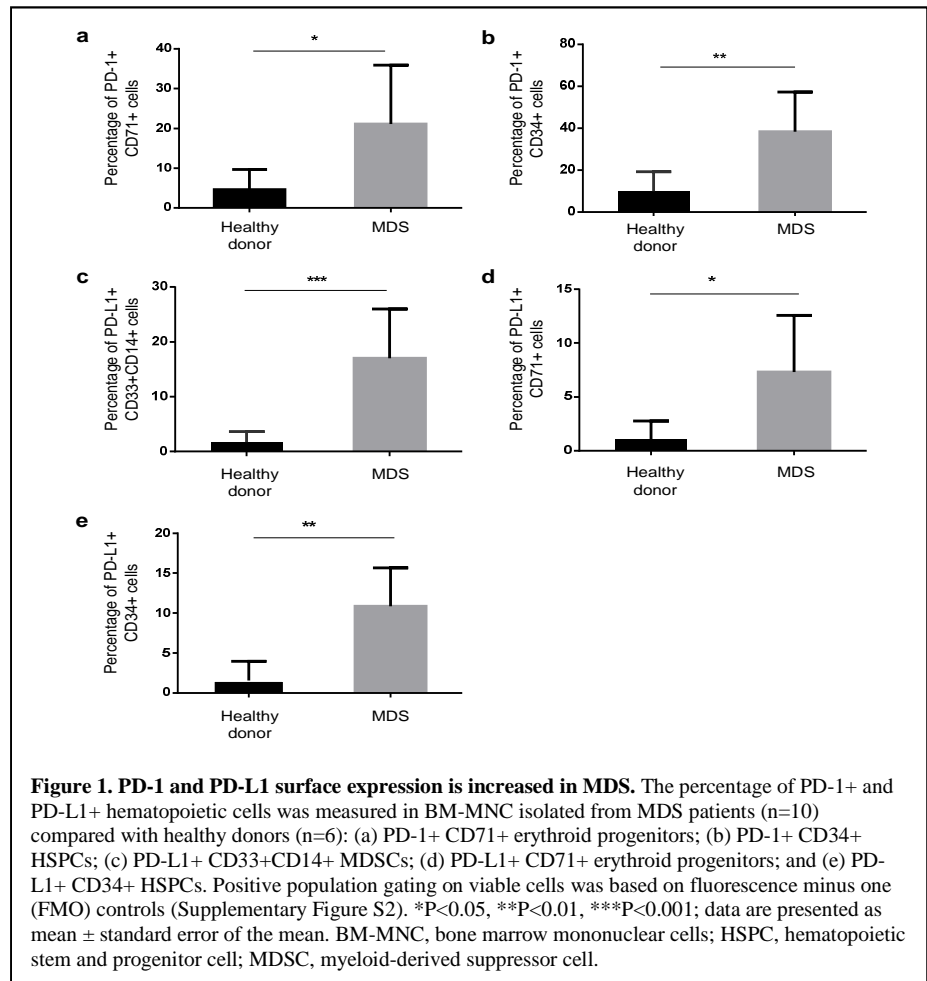 a
*
Percentage of PD-1+
CD71+ cells
40
30
20
10
0
Healthy
donor
MDS
b
**
Percentage of PD-1+
CD34+ cells
80
60
40
20
0
Healthy
donor
MDS
c
***
Percentage of PD-L1+
CD33+CD14+ cells
30
20
10
0
Healthy
donor
MDS
d
*
Percentage of PD-L1+
CD71+ cells
15
10
5
0
Healthy
donor
MDS
e
**
Percentage of PD-L1+
CD34+ cells
20
15
10
5
0
Healthy
donor
MDS
Figure 1. PD-1 and PD-L1 surface expression is increased in MDS. The percentage of PD-1+ and
PD-L1+ hematopoietic cells was measured in BM-MNC isolated from MDS patients (n=10)
compared with healthy donors (n=6): (a) PD-1+ CD71+ erythroid progenitors; (b) PD-1+ CD34+
HSPCs; (c) PD-L1+ CD33+CD14+ MDSCs; (d) PD-L1+ CD71+ erythroid progenitors; and (e) PD-
L1+ CD34+ HSPCs. Positive population gating on viable cells was based on fluorescence minus one
(FMO) controls (Supplementary Figure S2). *P<0.05, **P<0.01, ***P<0.001; data are presented as
mean ± standard error of the mean. BM-MNC, bone marrow mononuclear cells; HSPC, hematopoietic
stem and progenitor cell; MDSC, myeloid-derived suppressor cell.